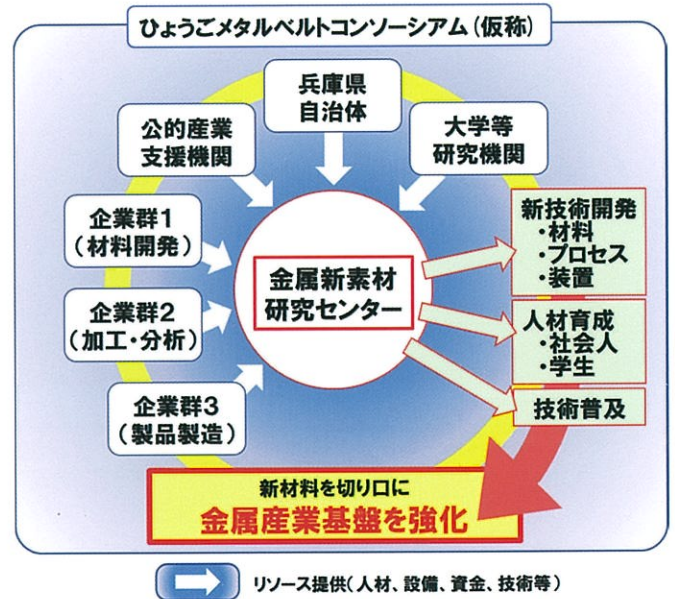 ひょうごメタルベルトコンソーシアム(仮称)
兵庫県
自治体
公的産業
支援機関
大学等
研究機関
企業群1
(材料開発)
企業群2
(加工・分析)
企業群3
(製品製造)
金属新素材
研究センター
新技術開発
・材料
・プロセス
・装置
人材育成
・社会人
・学生
技術普及
新材料を切り口に
金属産業基盤を強化
リソース提供(人材、設備、資金、技術等)